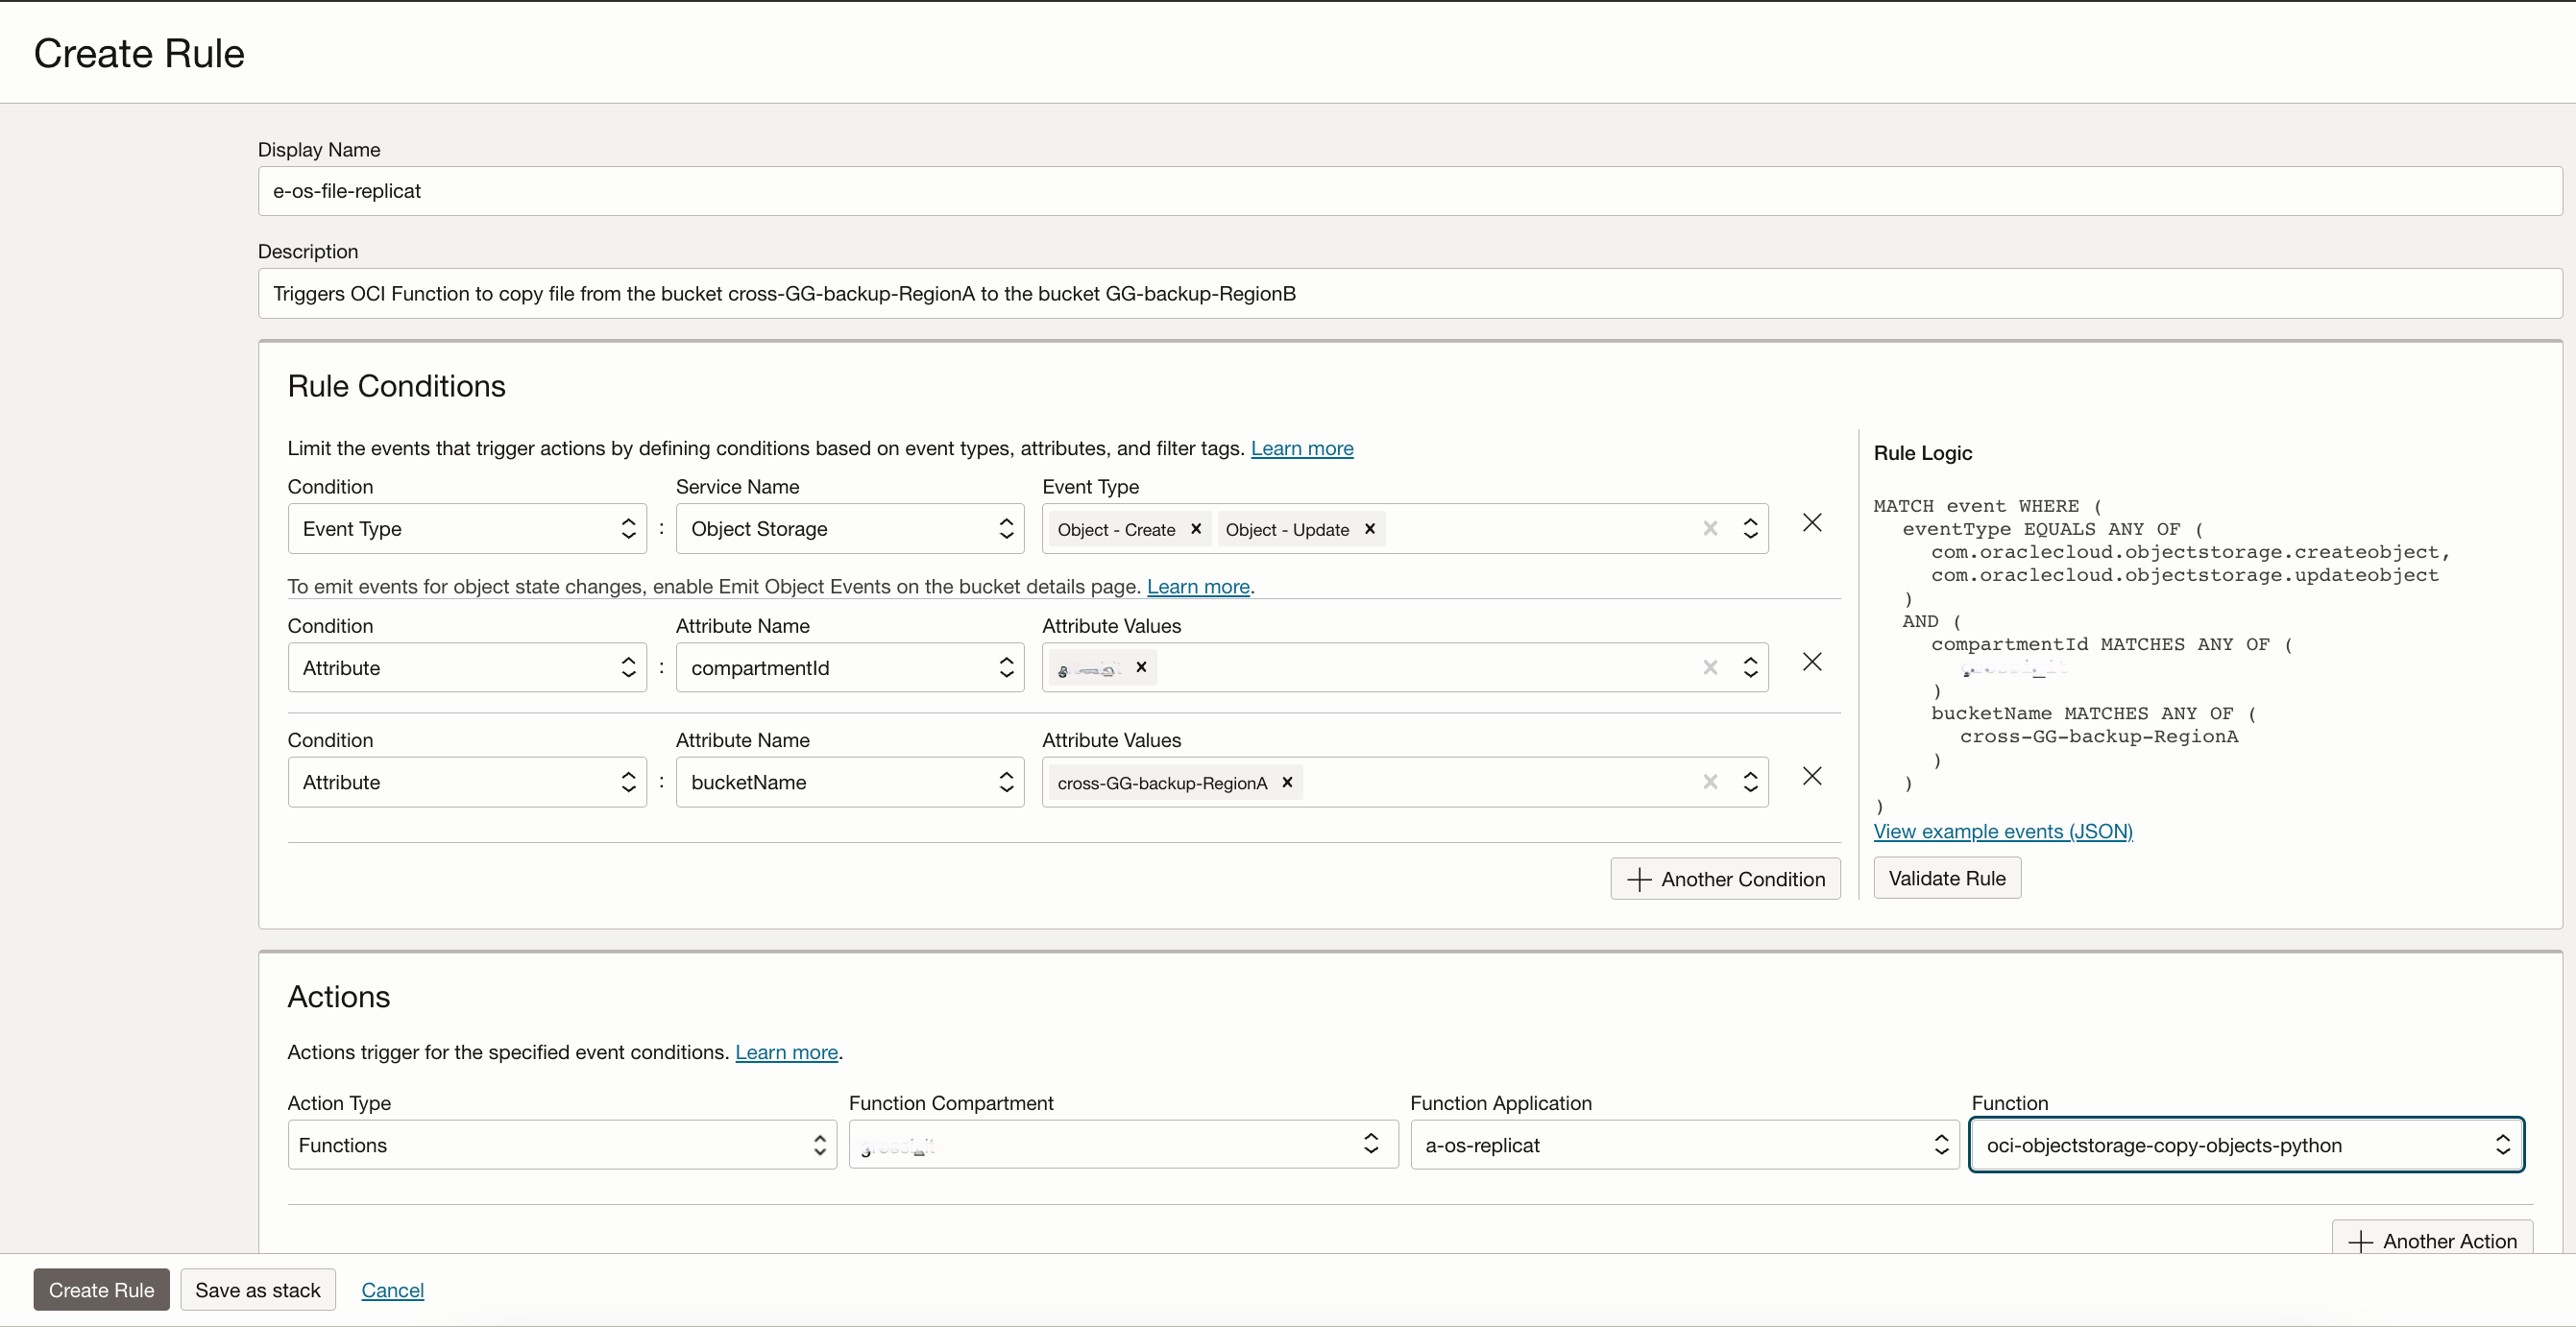 Create Rule
Display Name
e-os-file-replicat
Description
Triggers OCI Function to copy file from the bucket cross-GG-backup-RegionA to the bucket GG-backup-RegionB
Rule Conditions
Limit the events that trigger actions by defining conditions based on event types, attributes, and filter tags. Learn more
Condition Service Name Event Type
Event Type : Object Storage Object - Create × Object - Update ×
To emit events for object state changes, enable Emit Object Events on the bucket details page. Learn more.
Condition Attribute Name Attribute Values
Attribute : compartmentId
Condition Attribute Name Attribute Values
Attribute : bucketName cross-GG-backup-RegionA ×
+ Another Condition
Rule Logic
MATCH event WHERE (
eventType EQUALS ANY OF (
com.oraclecloud.objectstorage.createobject,
com.oraclecloud.objectstorage.updateobject
)
AND (
compartmentId MATCHES ANY OF (
)
bucketName MATCHES ANY OF (
cross-GG-backup-RegionA
)
)
)
View example events (JSON)
Validate Rule
Actions
Actions trigger for the specified event conditions. Learn more.
Action Type Function Compartment Function Application Function
Functions a-os-replicat oci-objectstorage-copy-objects-python
+ Another Action
Create Rule Save as stack Cancel